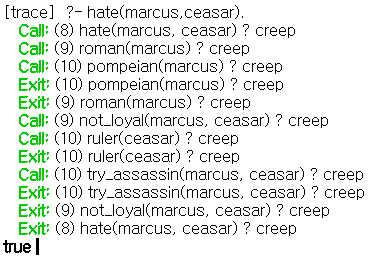 [trace] ?- hate(marcus,ceasar).
Call: (8) hate(marcus, ceasar) ? creep
Call: (9) roman(marcus) ? creep
Call: (10) pompeian(marcus) ? creep
Exit: (10) pompeian(marcus) ? creep
Exit: (9) roman(marcus) ? creep
Call: (9) not_loyal(marcus, ceasar) ? creep
Call: (10) ruler(ceasar) ? creep
Exit: (10) ruler(ceasar) ? creep
Call: (10) try_assassin(marcus, ceasar) ? creep
Exit: (10) try_assassin(marcus, ceasar) ? creep
Exit: (9) not_loyal(marcus, ceasar) ? creep
Exit: (8) hate(marcus, ceasar) ? creep
true